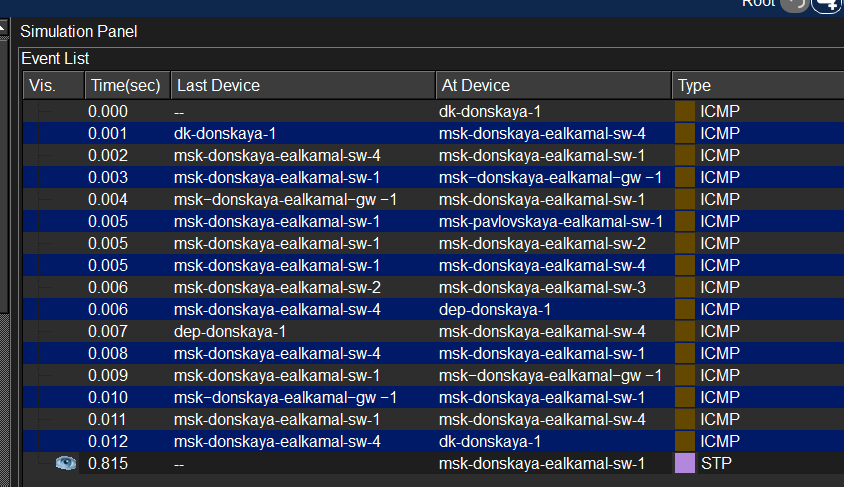 Root
Simulation Panel
Event List
Vis. Time(sec) Last Device At Device Type
0.000 -- dk-donskaya-1 ICMP
0.001 dk-donskaya-1 msk-donskaya-ealkamal-sw-4 ICMP
0.002 msk-donskaya-ealkamal-sw-4 msk-donskaya-ealkamal-sw-1 ICMP
0.003 msk-donskaya-ealkamal-sw-1 msk-donskaya-ealkamal-gw -1 ICMP
0.004 msk-donskaya-ealkamal-gw -1 msk-donskaya-ealkamal-sw-1 ICMP
0.005 msk-donskaya-ealkamal-sw-1 msk-pavlovskaya-ealkamal-sw-1 ICMP
0.005 msk-donskaya-ealkamal-sw-1 msk-donskaya-ealkamal-sw-2 ICMP
0.005 msk-donskaya-ealkamal-sw-1 msk-donskaya-ealkamal-sw-4 ICMP
0.006 msk-donskaya-ealkamal-sw-2 msk-donskaya-ealkamal-sw-3 ICMP
0.006 msk-donskaya-ealkamal-sw-4 dep-donskaya-1 ICMP
0.007 dep-donskaya-1 msk-donskaya-ealkamal-sw-4 ICMP
0.008 msk-donskaya-ealkamal-sw-4 msk-donskaya-ealkamal-sw-1 ICMP
0.009 msk-donskaya-ealkamal-sw-1 msk-donskaya-ealkamal-gw -1 ICMP
0.010 msk-donskaya-ealkamal-gw -1 msk-donskaya-ealkamal-sw-1 ICMP
0.011 msk-donskaya-ealkamal-sw-1 msk-donskaya-ealkamal-sw-4 ICMP
0.012 msk-donskaya-ealkamal-sw-4 dk-donskaya-1 ICMP
0.815 -- msk-donskaya-ealkamal-sw-1 STP